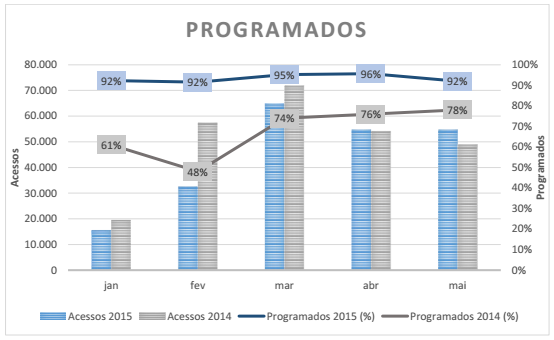 PROGRAMADOS
80.000
70.000
60.000
50.000
40.000
30.000
20.000
10.000
0
Acessos
100%
90%
80%
70%
60%
50%
40%
30%
20%
10%
0%
Programados
92% 92% 95% 96% 92%
61% 48% 74% 76% 78%
jan fev mar abr mai
Acessos 2015 Acessos 2014 Programados 2015 (%) Programados 2014 (%)